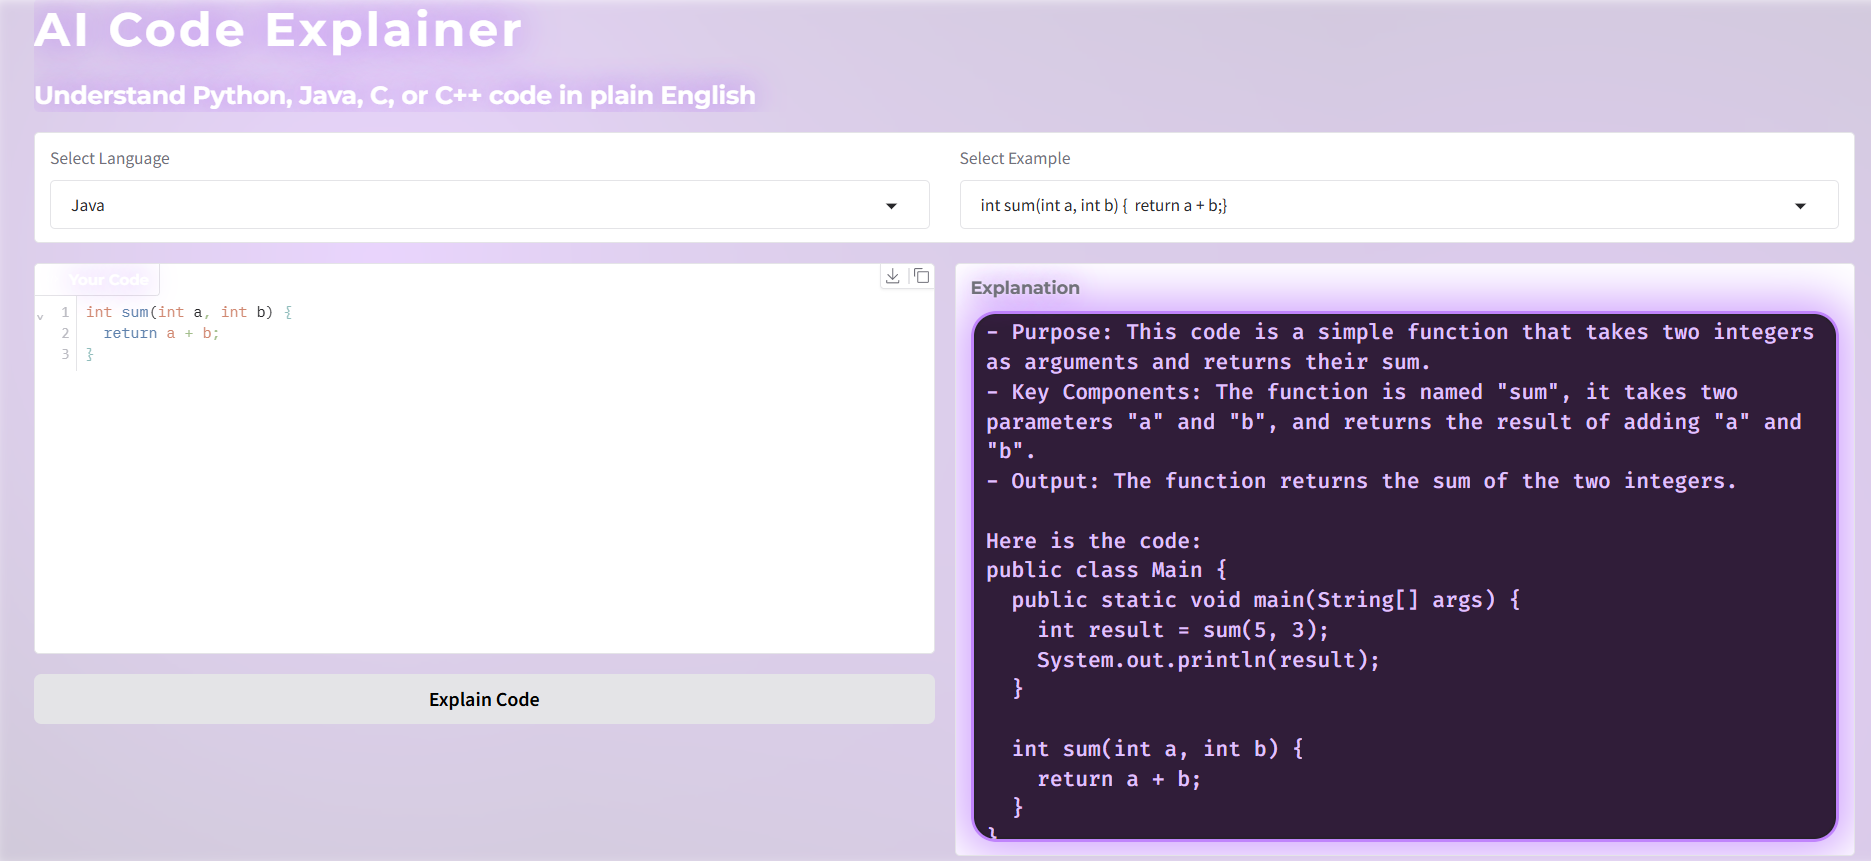 AI Code Explainer
Understand Python, Java, C, or C++ code in plain English
Select Language
Java
Select Example
int sum(int a, int b) {  return a + b;}
Your Code
1 int sum(int a, int b) {
2   return a + b;
3 }
Explain Code
Explanation
- Purpose: This code is a simple function that takes two integers
as arguments and returns their sum.
- Key Components: The function is named "sum", it takes two
parameters "a" and "b", and returns the result of adding "a" and
"b".
- Output: The function returns the sum of the two integers.
Here is the code:
public class Main {
  public static void main(String[] args) {
    int result = sum(5, 3);
    System.out.println(result);
  }
  int sum(int a, int b) {
    return a + b;
  }
}